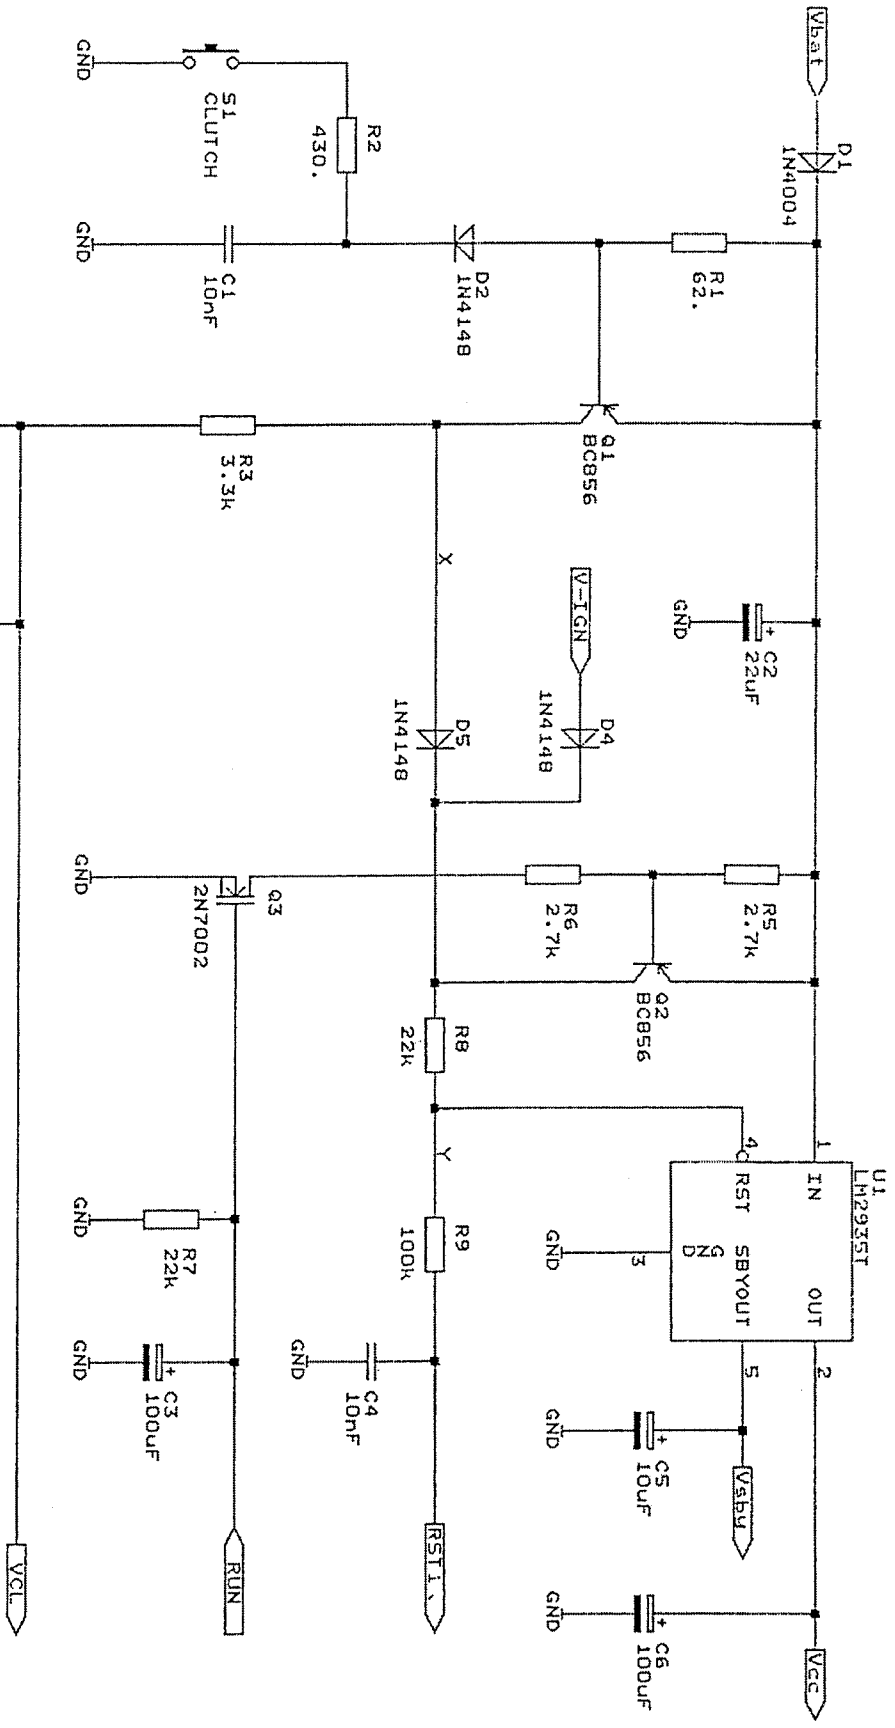 Vbat
D1
1N4004
R1
62.
D2
1N4148
R2
430.
S1
CLUTCH
GND
C1
10nF
GND
Q1
BC856
R3
3.3k
X
C2
22uF
GND
V-IGN
D4
1N4148
D5
1N4148
R5
2.7k
R6
2.7k
Q2
BC856
Q3
2N7002
GND
R8
22k
Y
R9
100k
R7
22k
GND
C3
100uF
GND
C4
10nF
GND
U1
LM2935T
1
IN
OUT
2
4
RST
SBYOUT
5
GND
3
GND
C5
10uF
GND
Vsby
C6
100uF
GND
Vcc
RST1
RUN
VCL